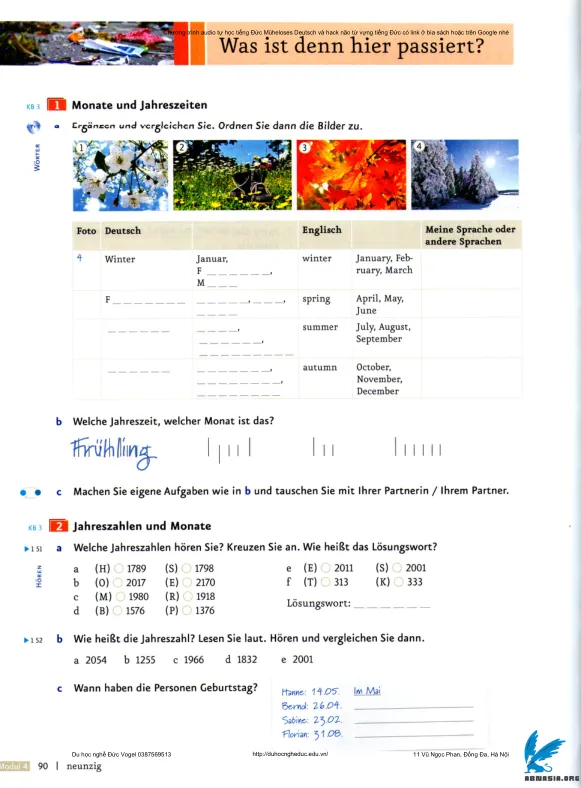 Chương trình audio tự học tiếng Đức Müheloses Deutsch và hack não từ vựng tiếng Đức có link ở bìa sách hoặc trên Google nhé
Was ist denn hier passiert?
KB 3 1 Monate und Jahreszeiten
a Ergänzen und vergleichen Sie. Ordnen Sie dann die Bilder zu.
WÖRTER
1 2 3 4
Foto Deutsch Englisch Meine Sprache oder
andere Sprachen
4 Winter Januar, winter January, Feb-
F _ _ _ _ _ _, ruary, March
M _ _ _
F _ _ _ _ _ _ _ _ _ _ _ _, _ _ _, spring April, May,
_ _ _ _ June
_ _ _ _ _ _ _ _ _ _, summer July, August,
_ _ _ _ _ _, September
_ _ _ _ _ _ _ _ _
_ _ _ _ _ _ _ _ _ _ _ _ _, autumn October,
_ _ _ _ _ _ _ _, November,
_ _ _ _ _ _ _ _ December
b Welche Jahreszeit, welcher Monat ist das?
Frühling
c Machen Sie eigene Aufgaben wie in b und tauschen Sie mit Ihrer Partnerin / Ihrem Partner.
KB 3 2 Jahreszahlen und Monate
1 51 a Welche Jahreszahlen hören Sie? Kreuzen Sie an. Wie heißt das Lösungswort?
HÖREN
a (H) 1789 (S) 1798 e (E) 2011 (S) 2001
b (O) 2017 (E) 2170 f (T) 313 (K) 333
c (M) 1980 (R) 1918
d (B) 1576 (P) 1376 Lösungswort: _ _ _ _ _ _
1 52 b Wie heißt die Jahreszahl? Lesen Sie laut. Hören und vergleichen Sie dann.
a 2054 b 1255 c 1966 d 1832 e 2001
c Wann haben die Personen Geburtstag?
Hanne: 14.05. Im Mai
Bernd: 26.04.
Sabine: 23.02.
Florian: 31.08.
Du học nghề Đức Vogel 0387569513 http://duhocngheduc.edu.vn/ 11 Vũ Ngọc Phan, Đống Đa, Hà Nội
Modul 4 90 | neunzig